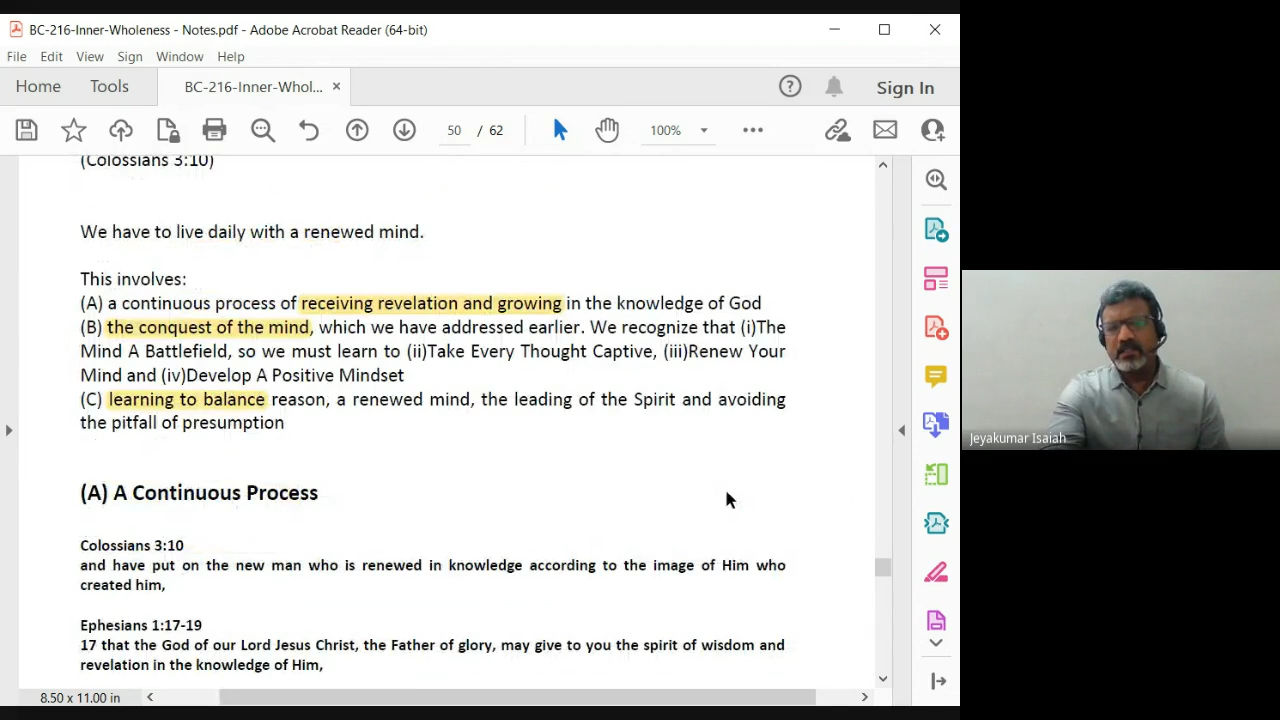 BC-216-Inner-Wholeness - Notes.pdf - Adobe Acrobat Reader (64-bit)
File Edit View Sign Window Help
Home Tools BC-216-Inner-Whol... × Sign In
50 / 62 100%
(Colossians 3:10)
We have to live daily with a renewed mind.
This involves:
(A) a continuous process of receiving revelation and growing in the knowledge of God
(B) the conquest of the mind, which we have addressed earlier. We recognize that (i)The
Mind A Battlefield, so we must learn to (ii)Take Every Thought Captive, (iii)Renew Your
Mind and (iv)Develop A Positive Mindset
(C) learning to balance reason, a renewed mind, the leading of the Spirit and avoiding
the pitfall of presumption
(A) A Continuous Process
Colossians 3:10
and have put on the new man who is renewed in knowledge according to the image of Him who
created him,
Ephesians 1:17-19
17 that the God of our Lord Jesus Christ, the Father of glory, may give to you the spirit of wisdom and
revelation in the knowledge of Him,
8.50 x 11.00 in
Jeyakumar Isaiah